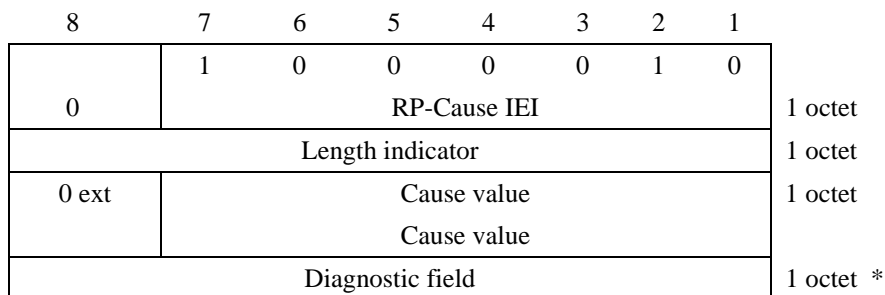 8 7 6 5 4 3 2 1
1 0 0 0 0 1 0
0 RP-Cause IEI 1 octet
Length indicator 1 octet
0 ext Cause value 1 octet
Cause value
Diagnostic field 1 octet *